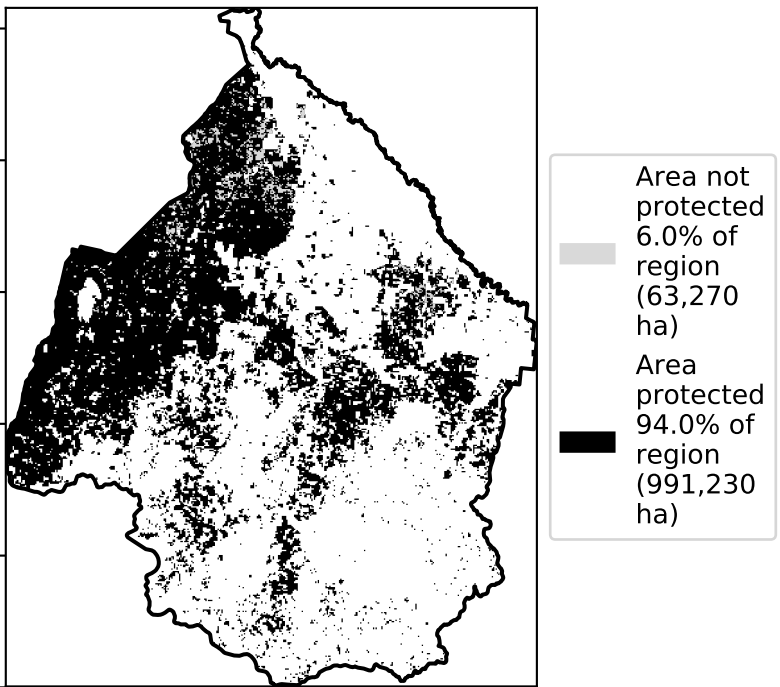 Area not
protected
6.0% of
region
(63,270
ha)
Area
protected
94.0% of
region
(991,230
ha)